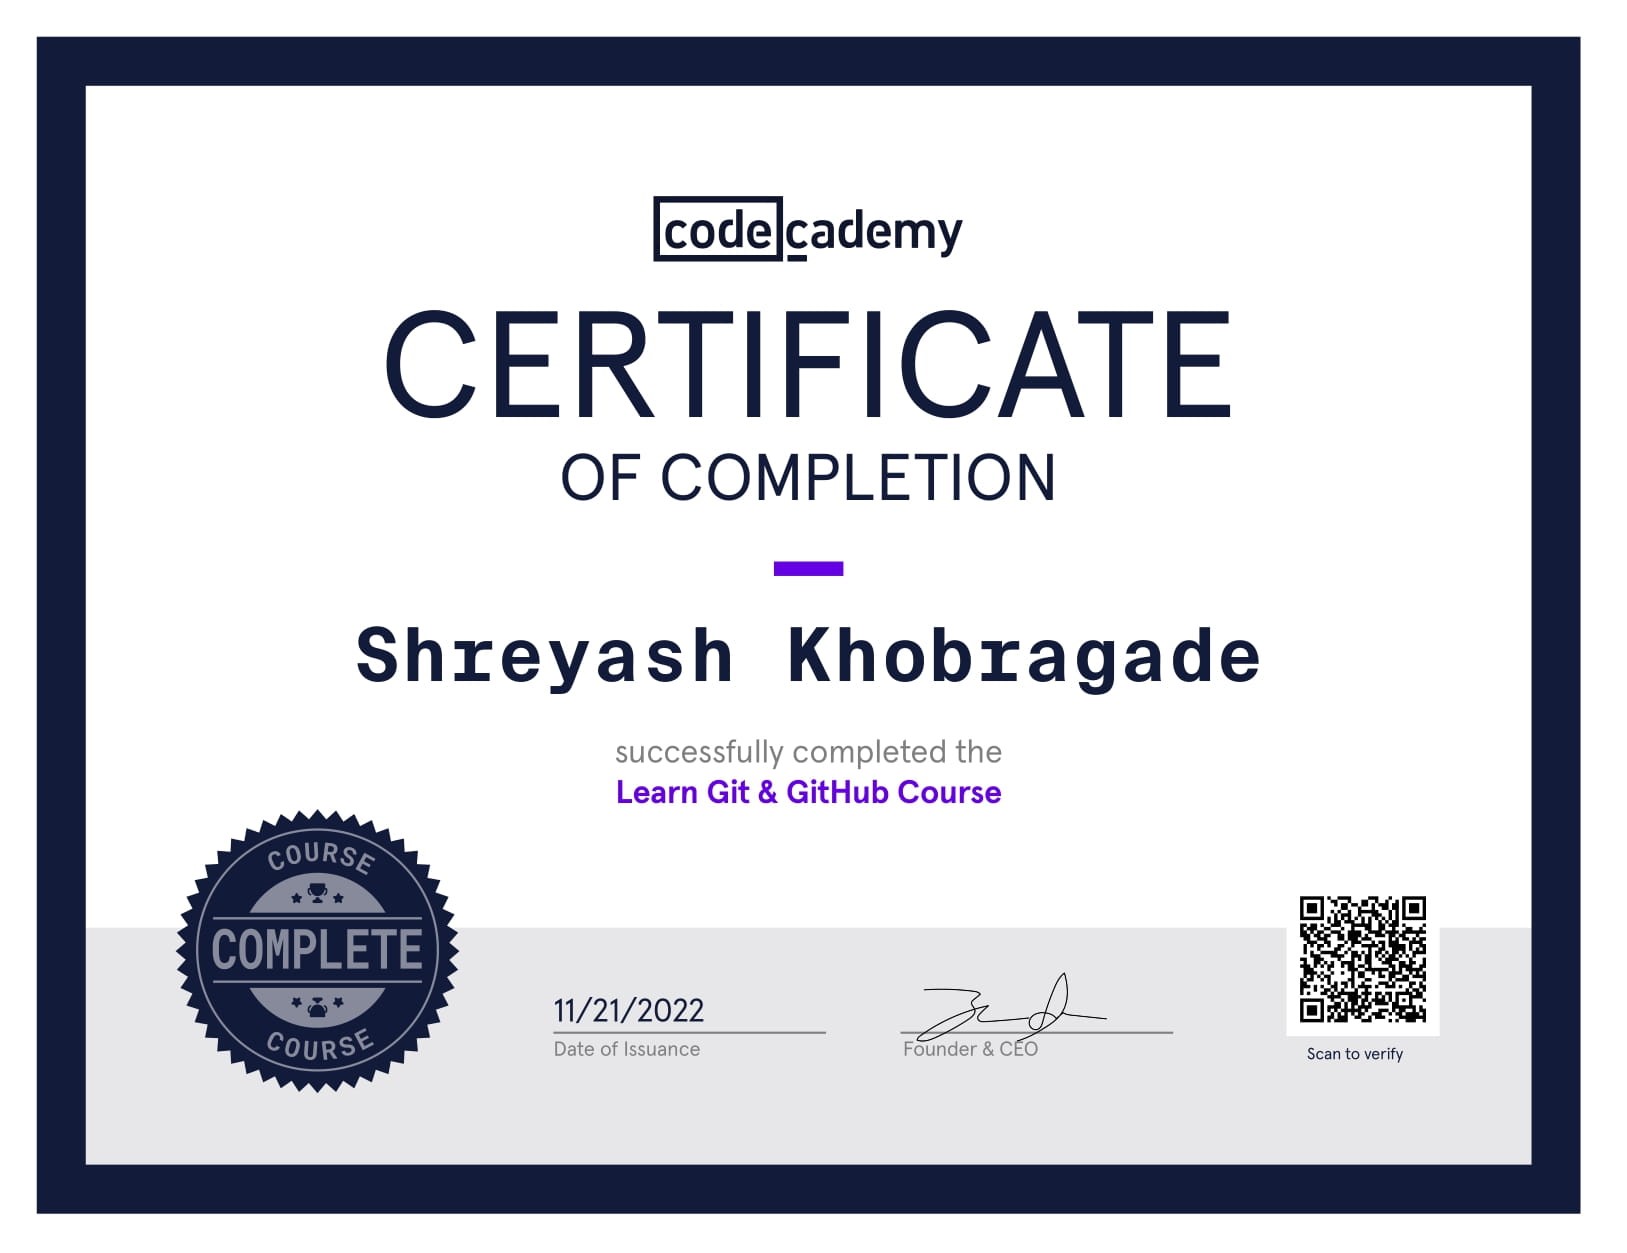 codecademy
CERTIFICATE
OF COMPLETION
Shreyash Khobragade
successfully completed the
Learn Git & GitHub Course
COURSE
COMPLETE
COURSE
11/21/2022
Date of Issuance
Founder & CEO
Scan to verify